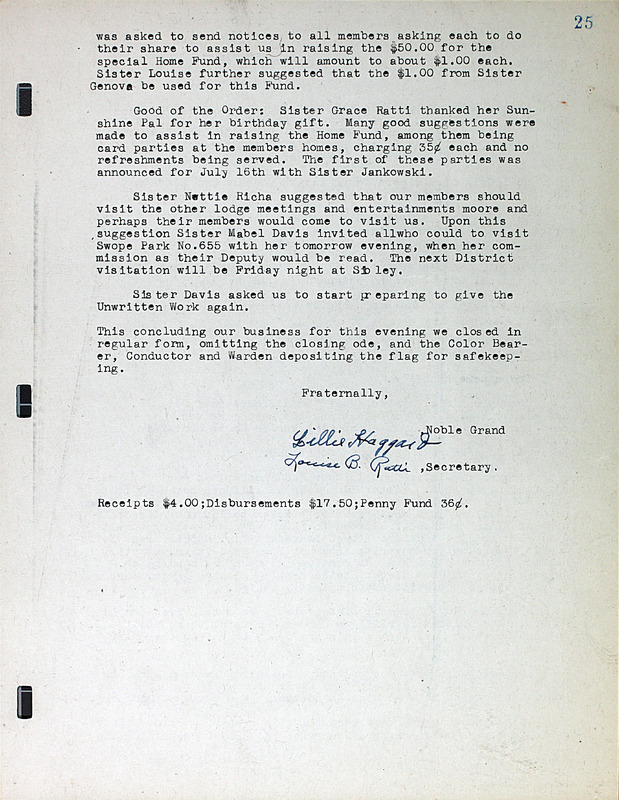 25
was asked to send notices to all members asking each to do
their share to assist us in raising the $50.00 for the
special Home Fund, which will amount to about $1.00 each.
Sister Louise further suggested that the $1.00 from Sister
Genova be used for this Fund.
Good of the Order: Sister Grace Ratti thanked her Sun-
shine Pal for her birthday gift. Many good suggestions were
made to assist in raising the Home Fund, among them being
card parties at the members homes, charging 35¢ each and no
refreshments being served. The first of these parties was
announced for July 16th with Sister Jankowski.
Sister Nettie Richa suggested that our members should
visit the other lodge meetings and entertainments moore and
perhaps their members would come to visit us. Upon this
suggestion Sister Mabel Davis invited allwho could to visit
Swope Park No.655 with her tomorrow evening, when her com-
mission as their Deputy would be read. The next District
visitation will be Friday night at Sibley.
Sister Davis asked us to start preparing to give the
Unwritten Work again.
This concluding our business for this evening we closed in
regular form, omitting the closing ode, and the Color Bear-
er, Conductor and Warden depositing the flag for safekeep-
ing.
Fraternally,
Lillie Haggard ,Noble Grand
Louise B. Ratti ,Secretary.
Receipts $4.00;Disbursements $17.50;Penny Fund 36¢.